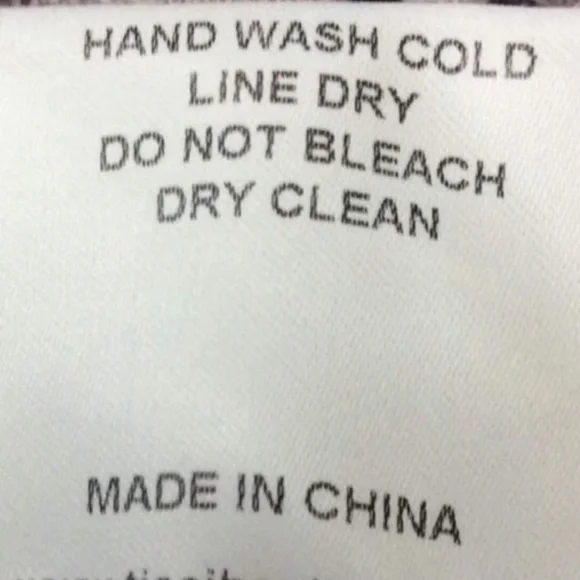 HAND WASH COLD
LINE DRY
DO NOT BLEACH
DRY CLEAN
MADE IN CHINA